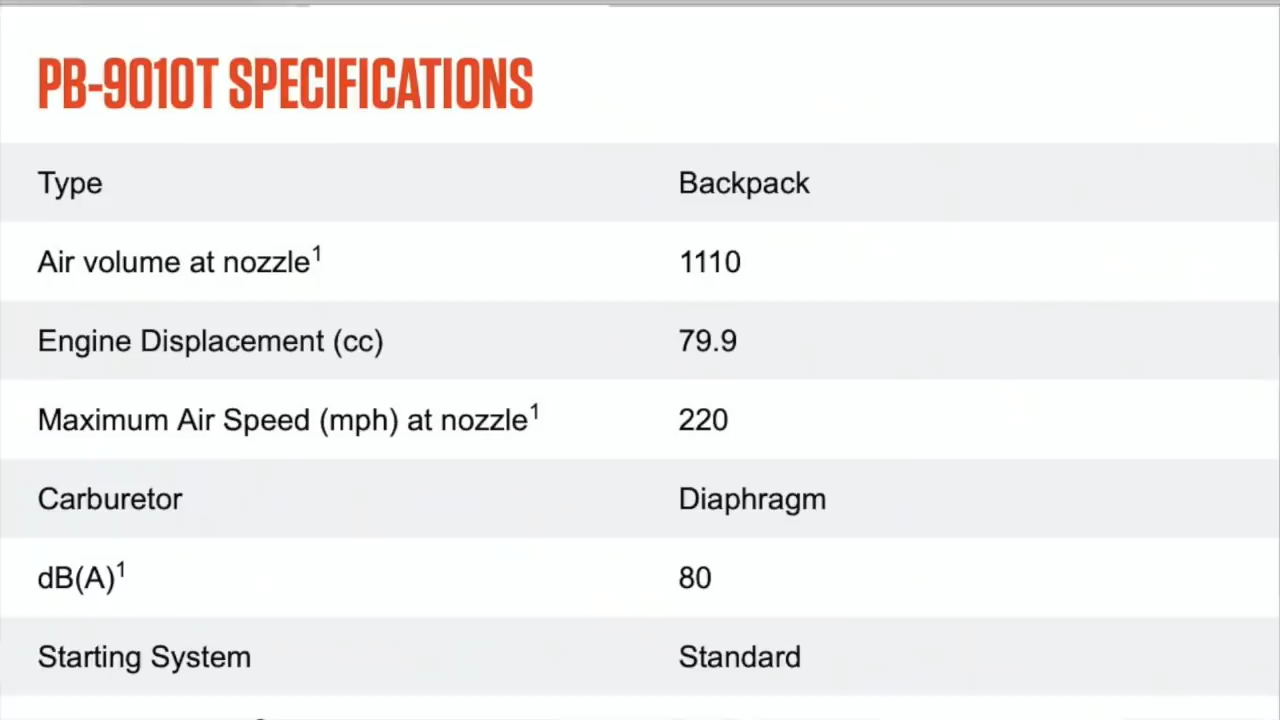 PB-9010T SPECIFICATIONS
Type Backpack
Air volume at nozzle¹ 1110
Engine Displacement (cc) 79.9
Maximum Air Speed (mph) at nozzle¹ 220
Carburetor Diaphragm
dB(A)¹ 80
Starting System Standard